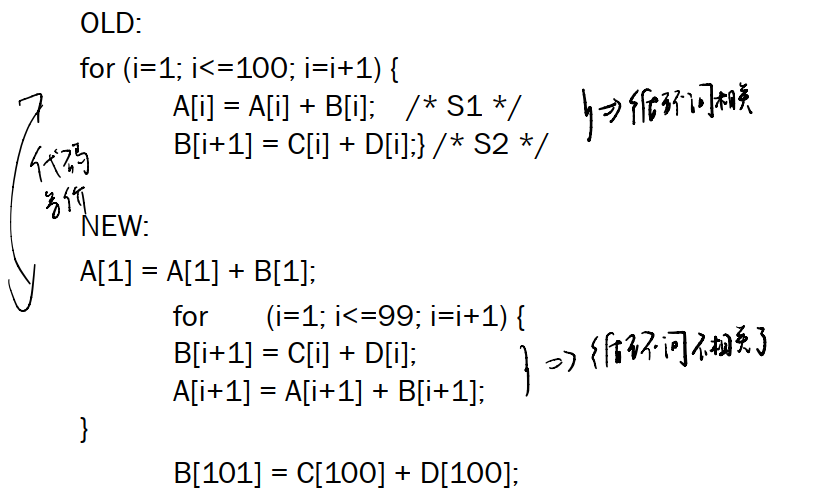 OLD:
for (i=1; i<=100; i=i+1) {
A[i] = A[i] + B[i]; /* S1 */
B[i+1] = C[i] + D[i];} /* S2 */
⇒ 循环间相关
代码
等价
NEW:
A[1] = A[1] + B[1];
for (i=1; i<=99; i=i+1) {
B[i+1] = C[i] + D[i];
A[i+1] = A[i+1] + B[i+1];
⇒ 循环间不相关了
}
B[101] = C[100] + D[100];